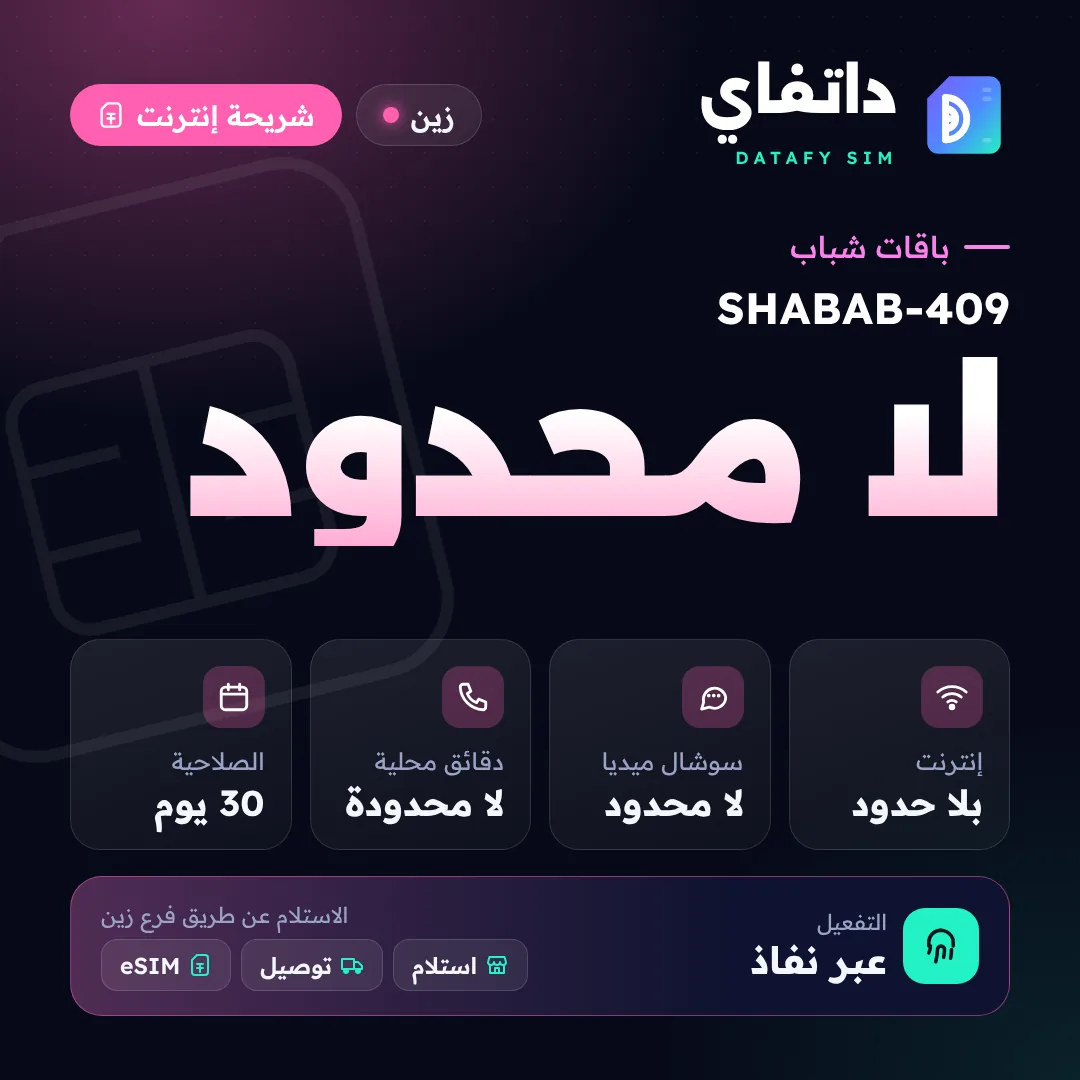 داتفاي
DATAFY SIM
زين
شريحة إنترنت
باقات شباب
SHABAB-409
لا محدود
إنترنت
بلا حدود
سوشال ميديا
لا محدود
دقائق محلية
لا محدودة
الصلاحية
30 يوم
التفعيل
عبر نفاذ
الاستلام عن طريق فرع زين
استلام
توصيل
eSIM